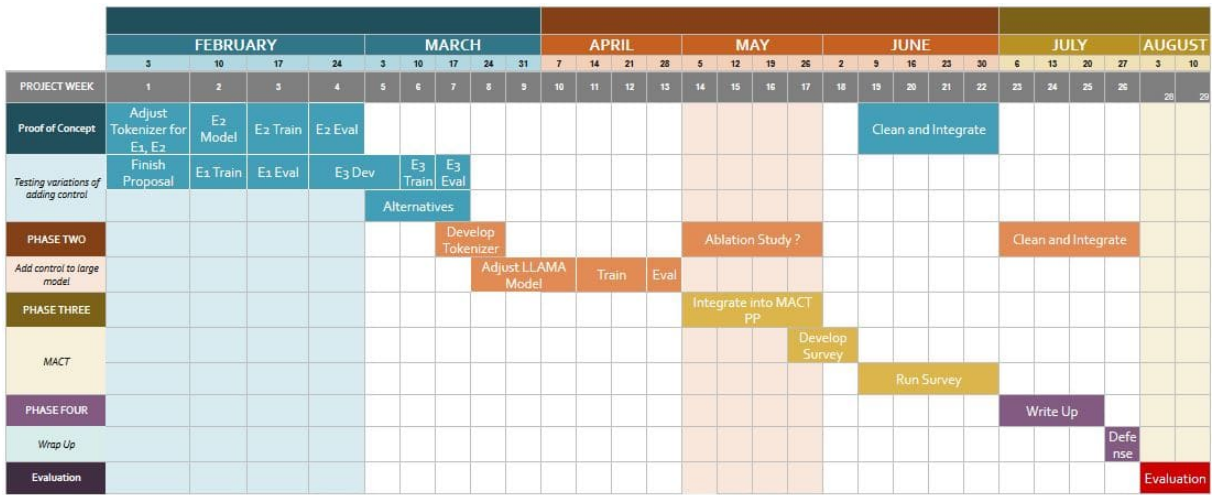 FEBRUARY MARCH APRIL MAY JUNE JULY AUGUST
3 10 17 24 3 10 17 24 31 7 14 21 28 5 12 19 26 2 9 16 23 30 6 13 20 27 3 10
PROJECT WEEK 1 2 3 4 5 6 7 8 9 10 11 12 13 14 15 16 17 18 19 20 21 22 23 24 25 26 28 29
Proof of Concept
Adjust
Tokenizer for
E1, E2
E2
Model
E2 Train
E2 Eval
Clean and Integrate
Testing variations of
adding control
Finish
Proposal
E1 Train
E1 Eval
E3 Dev
E3
Train
E3
Eval
Alternatives
PHASE TWO
Develop
Tokenizer
Ablation Study ?
Clean and Integrate
Add control to large
model
Adjust LLAMA
Model
Train
Eval
PHASE THREE
Integrate into MACT
PP
MACT
Develop
Survey
Run Survey
PHASE FOUR
Write Up
Wrap Up
Defe
nse
Evaluation
Evaluation